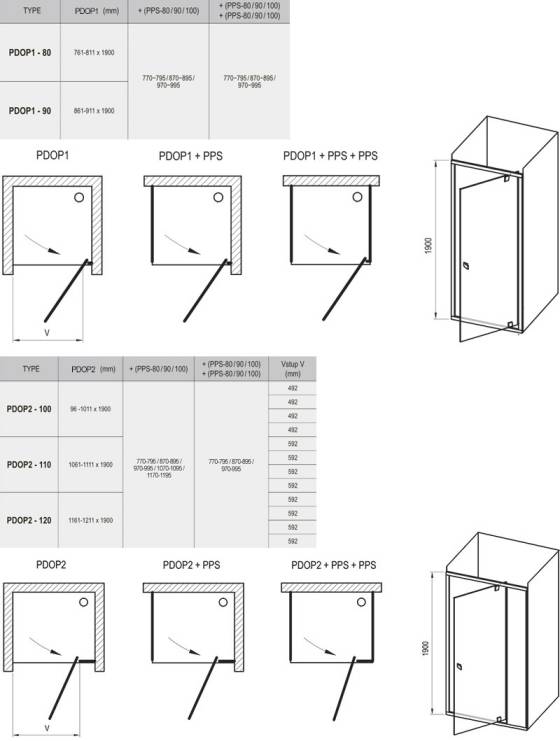 TYPE PDOP1 (mm) + (PPS-80/90/100) + (PPS-80/90/100)
+ (PPS-80/90/100)
PDOP1 - 80 761-811 x 1900
770-795/870-895/
970-995
770-795/870-895/
970-995
PDOP1 - 90 861-911 x 1900
PDOP1
PDOP1 + PPS
PDOP1 + PPS + PPS
V
1900
TYPE PDOP2 (mm) + (PPS-80/90/100) + (PPS-80/90/100)
+ (PPS-80/90/100)
Vstup V
(mm)
492
492
492
492
592
592
592
592
592
592
592
592
PDOP2 - 100 96 -1011 x 1900
PDOP2 - 110 1061-1111 x 1900
770-795 / 870-895 /
970-995 / 1070-1095 /
1170-1195
770-795 / 870-895 /
970-995
PDOP2 - 120 1161-1211 x 1900
PDOP2
PDOP2 + PPS
PDOP2 + PPS + PPS
V
1900